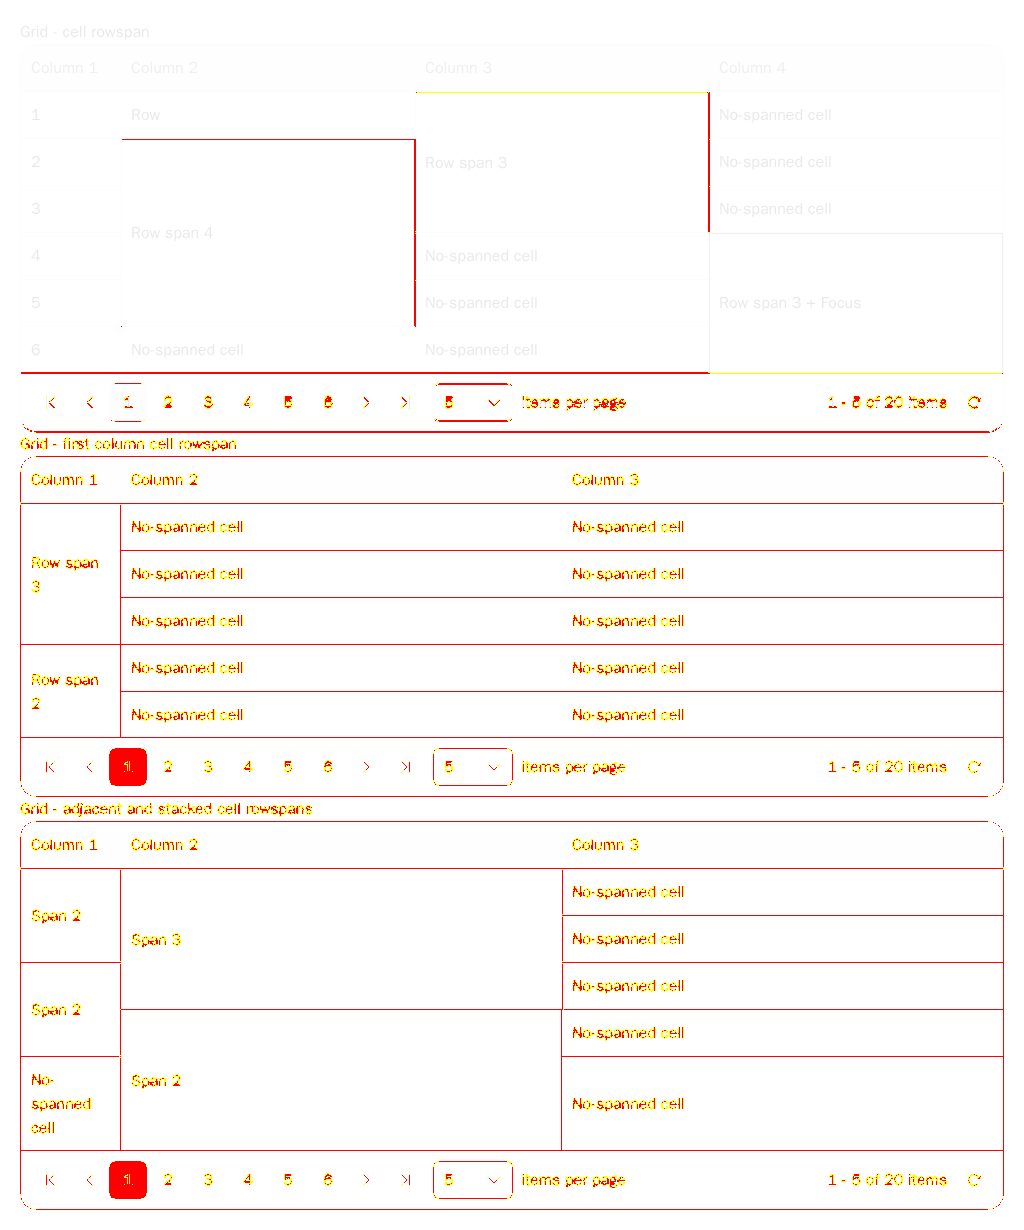 Grid - cell rowspan
Column 1 Column 2 Column 3 Column 4
1 Row No-spanned cell
2 Row span 3 No-spanned cell
3 No-spanned cell
Row span 4
4 No-spanned cell
5 No-spanned cell Row span 3 + Focus
6 No-spanned cell No-spanned cell
1 2 3 4 5 6 5 items per page 1 - 5 of 20 items
Grid - first column cell rowspan
Column 1 Column 2 Column 3
No-spanned cell No-spanned cell
Row span
3
No-spanned cell No-spanned cell
No-spanned cell No-spanned cell
No-spanned cell No-spanned cell
Row span
2
No-spanned cell No-spanned cell
1 2 3 4 5 6 5 items per page 1 - 5 of 20 items
Grid - adjacent and stacked cell rowspans
Column 1 Column 2 Column 3
No-spanned cell
Span 2
Span 3 No-spanned cell
No-spanned cell
Span 2
No-spanned cell
No-
spanned
cell
Span 2
No-spanned cell
1 2 3 4 5 6 5 items per page 1 - 5 of 20 items